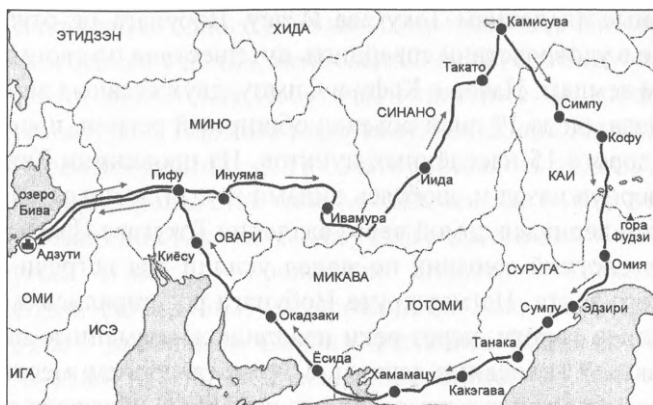 ЭТИДЗЭН
ХИДА
Камисува
Такато
МИНО
СИНАНО
Симпу
Кофу
Гифу
Инуяма
Иида
КАИ
озеро
Бива
Ивамура
гора
Фудзи
Адзути
ОВАРИ
Киёсу
МИКАВА
СУРУГА
Омия
ОМИ
ИСЭ
Окадзаки
Сумпу
Эдзири
Танака
ИГА
Ёсида
Хамамацу
Какэгава